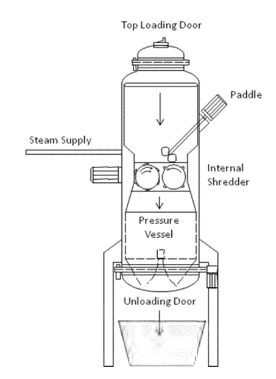 Top Loading Door
Paddle
Steam Supply
Internal
Shredder
Pressure
Vessel
Unloading Door